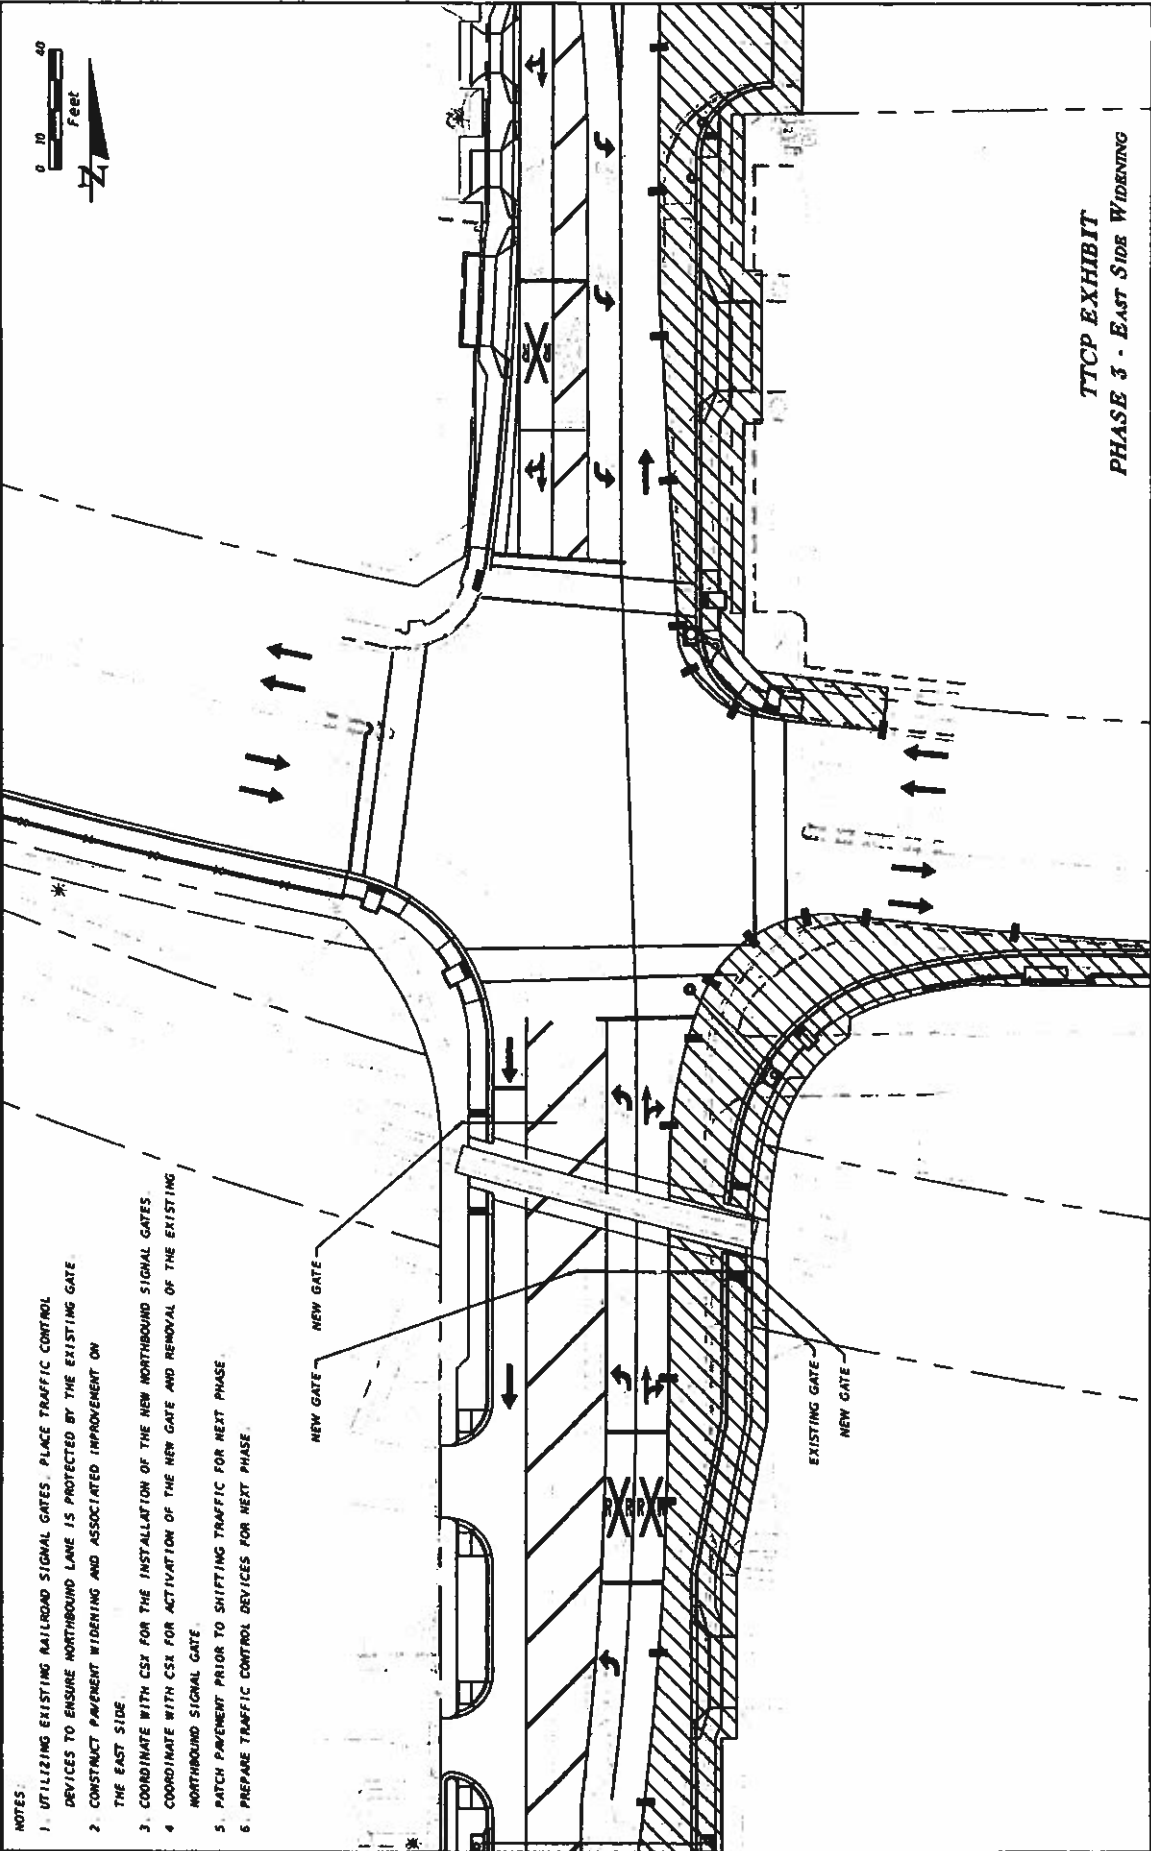 NOTES:
1. UTILIZING EXISTING RAILROAD SIGNAL GATES. PLACE TRAFFIC CONTROL
DEVICES TO ENSURE NORTHBOUND LANE IS PROTECTED BY THE EXISTING GATE
2. CONSTRUCT PAVEMENT WIDENING AND ASSOCIATED IMPROVEMENT ON
THE EAST SIDE.
3. COORDINATE WITH CSX FOR THE INSTALLATION OF THE NEW NORTHBOUND SIGNAL GATES.
4 COORDINATE WITH CSX FOR ACTIVATION OF THE NEW GATE AND REMOVAL OF THE EXISTING
NORTHBOUND SIGNAL GATE.
5. PATCH PAVEMENT PRIOR TO SHIFTING TRAFFIC FOR NEXT PHASE.
6. PREPARE TRAFFIC CONTROL DEVICES FOR NEXT PHASE.
NEW GATE
NEW GATE
EXISTING GATE
NEW GATE
R R
R R
0 10 40
Feet
N
TTCP EXHIBIT
PHASE 3 - EAST SIDE WIDENING